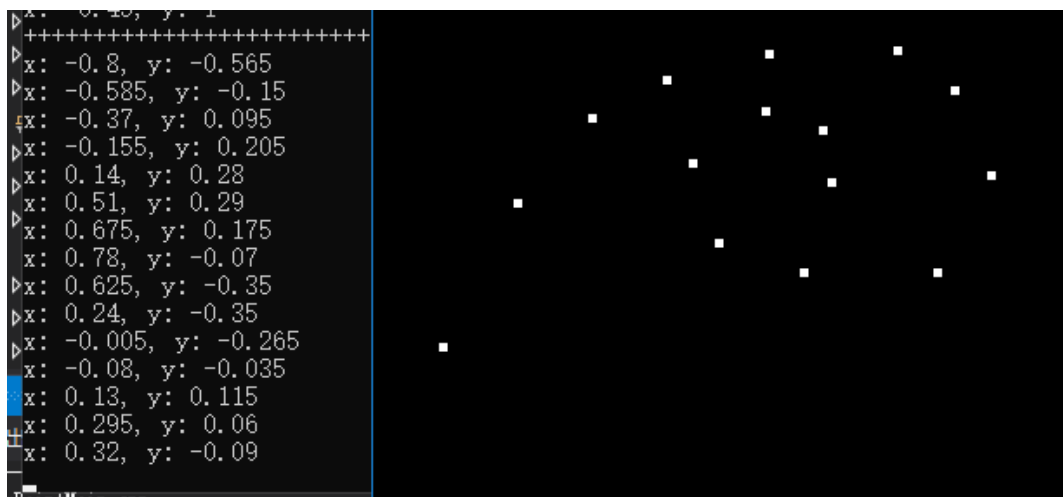 +++++++++++++++++++++++++
x: -0.8, y: -0.565
x: -0.585, y: -0.15
x: -0.37, y: 0.095
x: -0.155, y: 0.205
x: 0.14, y: 0.28
x: 0.51, y: 0.29
x: 0.675, y: 0.175
x: 0.78, y: -0.07
x: 0.625, y: -0.35
x: 0.24, y: -0.35
x: -0.005, y: -0.265
x: -0.08, y: -0.035
x: 0.13, y: 0.115
x: 0.295, y: 0.06
x: 0.32, y: -0.09